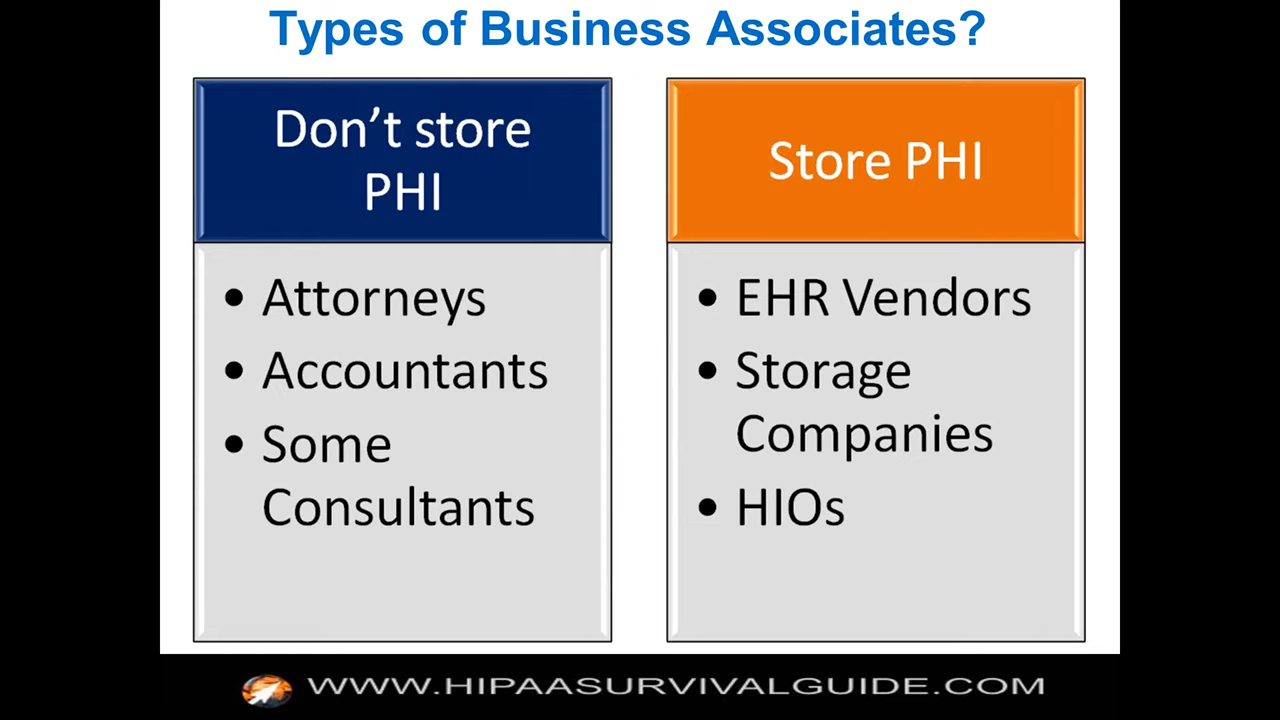 Types of Business Associates?
Don’t store
PHI
• Attorneys
• Accountants
• Some
Consultants
Store PHI
• EHR Vendors
• Storage
Companies
• HIOs
WWW.HIPAASURVIVALGUIDE.COM